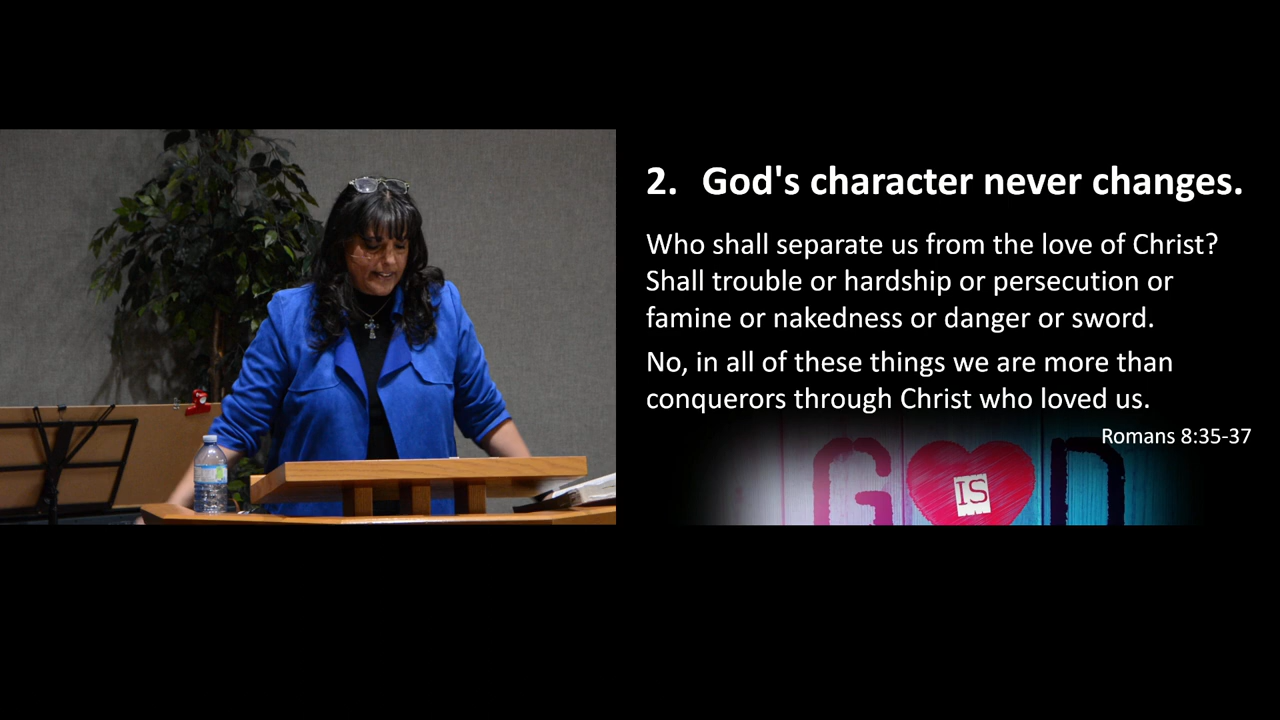 2. God's character never changes.
Who shall separate us from the love of Christ?
Shall trouble or hardship or persecution or
famine or nakedness or danger or sword.
No, in all of these things we are more than
conquerors through Christ who loved us.
Romans 8:35-37
G IS D